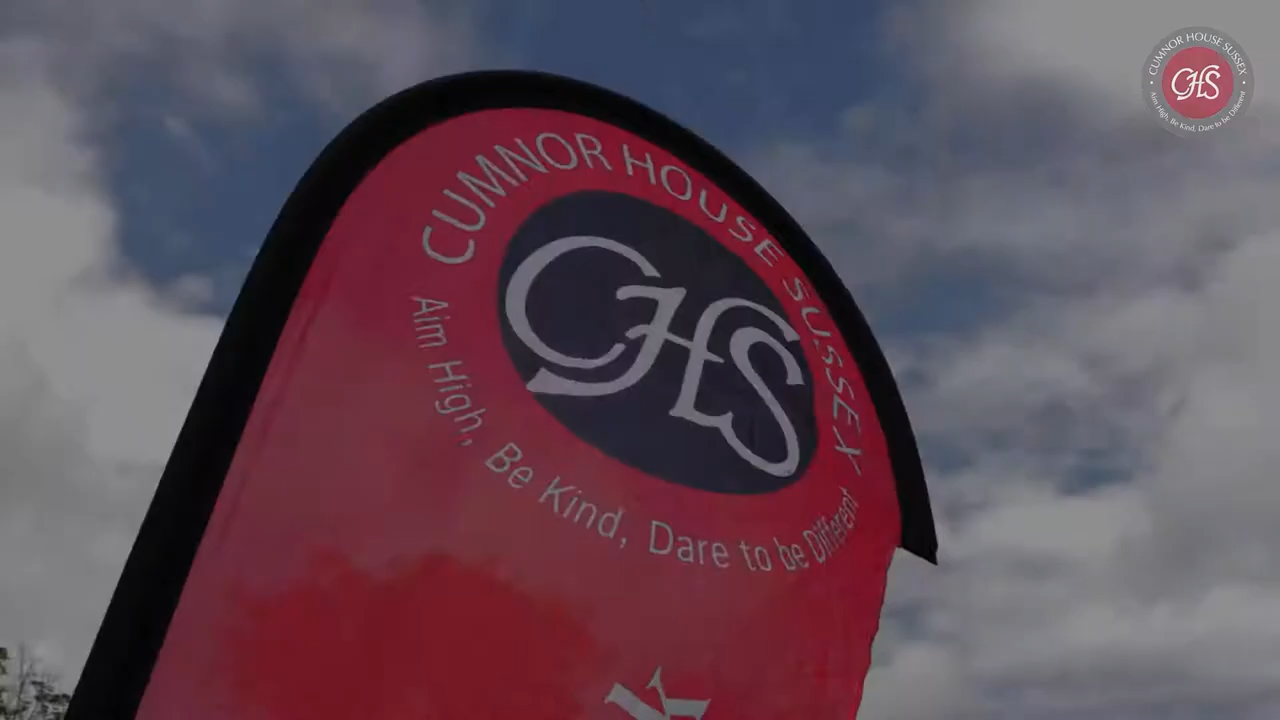 CUMNOR HOUSE SUSSEX
CHS
Aim High, Be Kind, Dare to be Different
CUMNOR HOUSE SUSSEX
CHS
Aim High, Be Kind, Dare to be Different